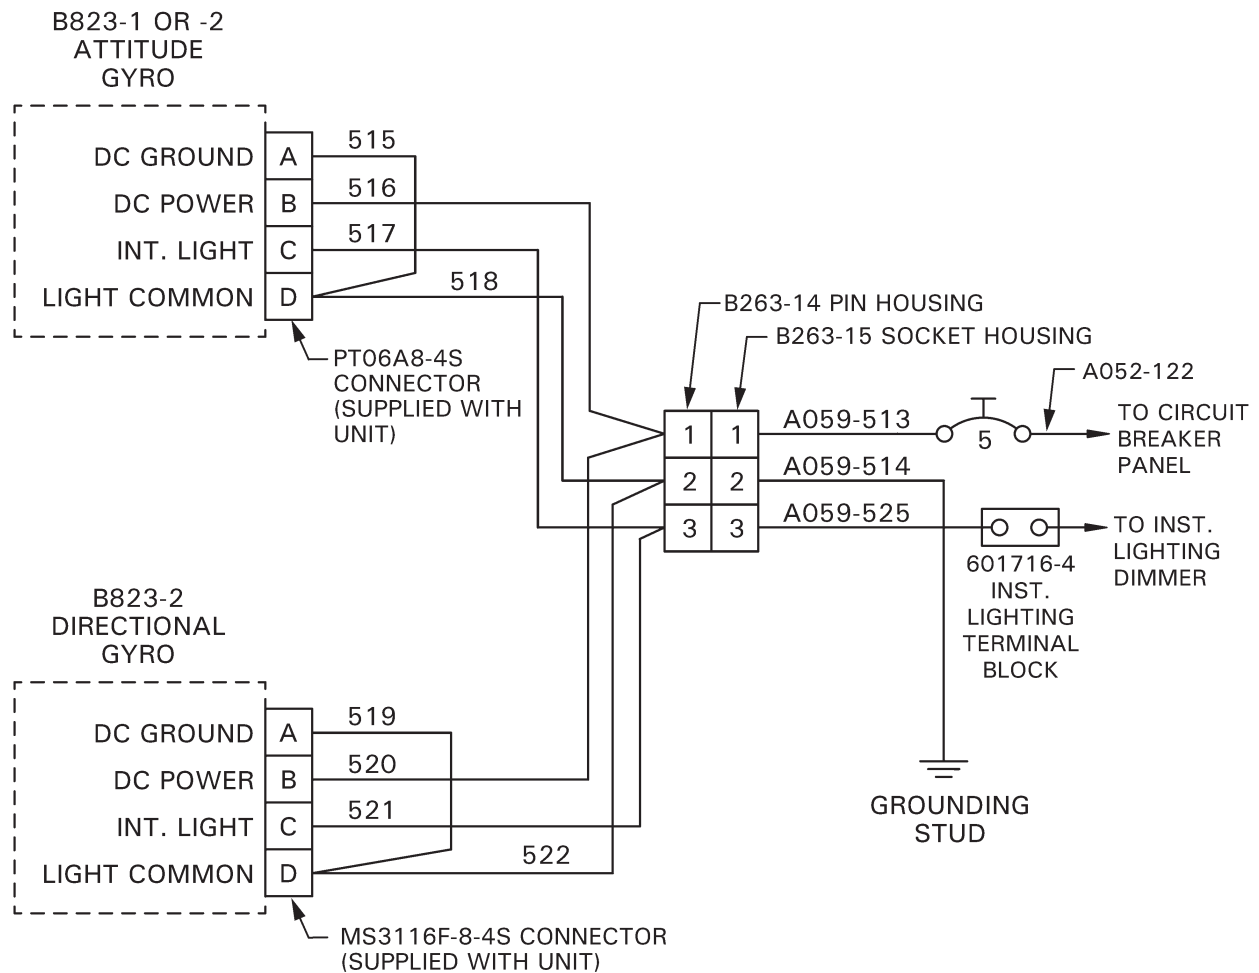 B823-1 OR -2
ATTITUDE
GYRO
DC GROUND A 515
DC POWER B 516
INT. LIGHT C 517
LIGHT COMMON D 518
PT06A8-4S
CONNECTOR
(SUPPLIED WITH
UNIT)
B263-14 PIN HOUSING
B263-15 SOCKET HOUSING
A052-122
1 1 A059-513 5
TO CIRCUIT
BREAKER
PANEL
2 2 A059-514
3 3 A059-525
TO INST.
LIGHTING
DIMMER
601716-4
INST.
LIGHTING
TERMINAL
BLOCK
GROUNDING
STUD
B823-2
DIRECTIONAL
GYRO
DC GROUND A 519
DC POWER B 520
INT. LIGHT C 521
LIGHT COMMON D 522
MS3116F-8-4S CONNECTOR
(SUPPLIED WITH UNIT)